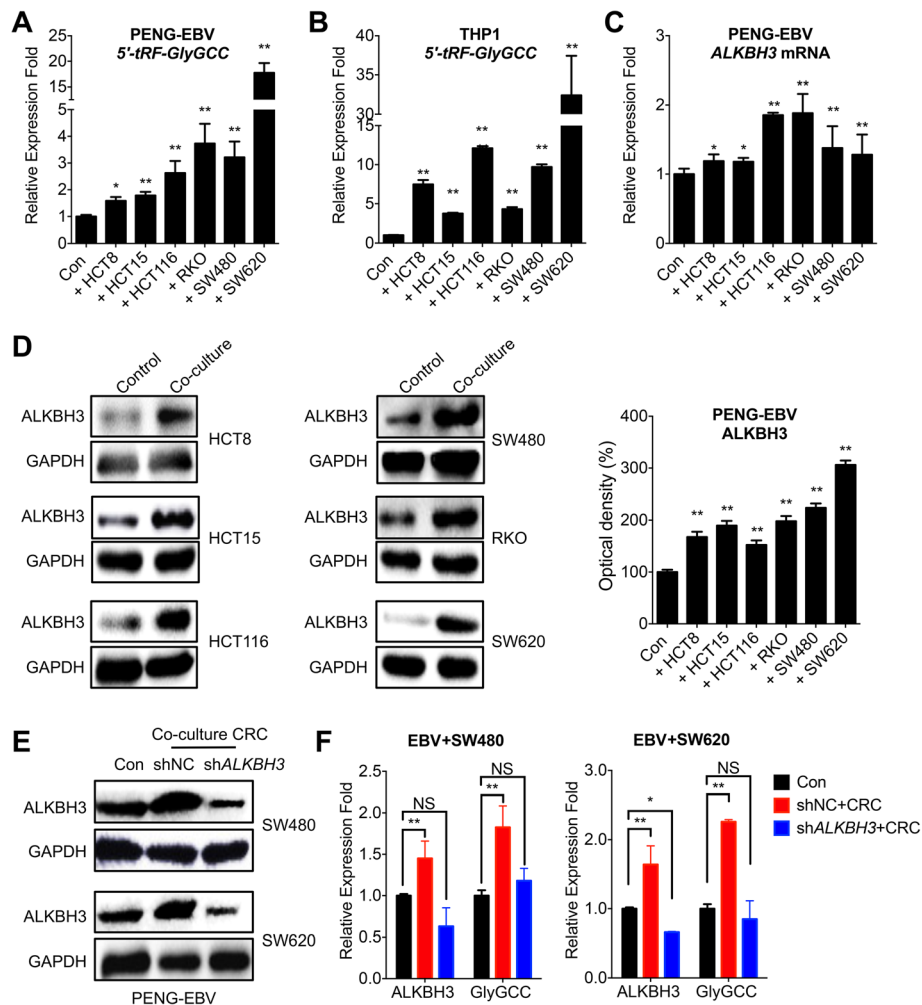 A
PENG-EBV
5'-tRF-GlyGCC
Relative Expression Fold
25
20
15
10
5
4
3
2
1
0
**
**
**
**
**
*
Con
+ HCT8
+ HCT15
+ HCT116
+ RKO
+ SW480
+ SW620
B
THP1
5'-tRF-GlyGCC
Relative Expression Fold
40
35
30
15
10
5
0
**
**
**
**
**
**
Con
+ HCT8
+ HCT15
+ HCT116
+ RKO
+ SW480
+ SW620
C
PENG-EBV
ALKBH3 mRNA
Relative Expression Fold
3
2
1
0
*
*
**
**
**
**
Con
+ HCT8
+ HCT15
+ HCT116
+ RKO
+ SW480
+ SW620
D
Control
Co-culture
ALKBH3
GAPDH
HCT8
ALKBH3
GAPDH
HCT15
ALKBH3
GAPDH
HCT116
Control
Co-culture
ALKBH3
GAPDH
SW480
ALKBH3
GAPDH
RKO
ALKBH3
GAPDH
SW620
PENG-EBV
ALKBH3
Optical density (%)
400
300
200
100
0
**
**
**
**
**
**
Con
+ HCT8
+ HCT15
+ HCT116
+ RKO
+ SW480
+ SW620
E
Co-culture CRC
Con shNC shALKBH3
ALKBH3
GAPDH
SW480
ALKBH3
GAPDH
SW620
PENG-EBV
F
EBV+SW480
Relative Expression Fold
2.5
2.0
1.5
1.0
0.5
0.0
NS
**
NS
**
ALKBH3 GlyGCC
EBV+SW620
Relative Expression Fold
3.0
2.0
1.0
0.0
*
**
NS
**
ALKBH3 GlyGCC
Con
shNC+CRC
shALKBH3+CRC